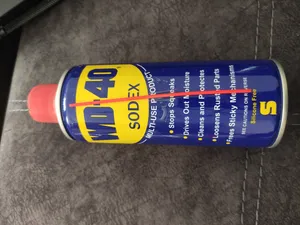 WD-40
SODEX
MULTI-USE PRODUCT
• Stops Squeaks
• Drives Out Moisture
• Cleans and Protectes
• Loosens Rusted Parts
• Frees Sticky Mechanisms
Silicone Free
S